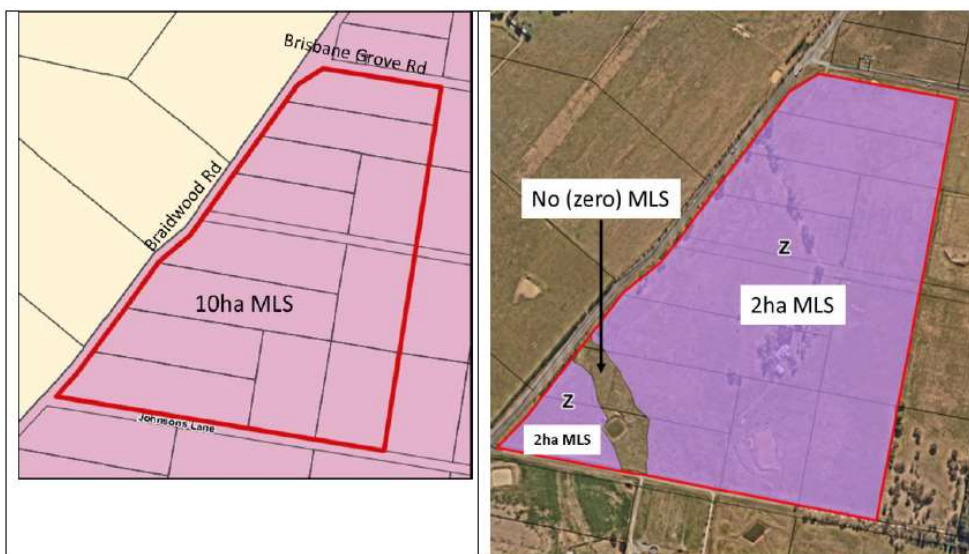 Brisbane Grove Rd
Braidwood Rd
10ha MLS
Johnsons Lane
No (zero) MLS
Z
2ha MLS
Z
2ha MLS